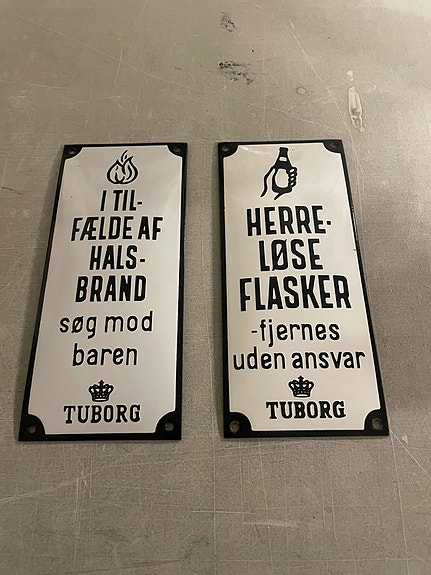 I TIL-
FÆLDE AF
HALS-
BRAND
søg mod
baren
TUBORG
HERRE-
LØSE
FLASKER
-fjernes
uden ansvar
TUBORG